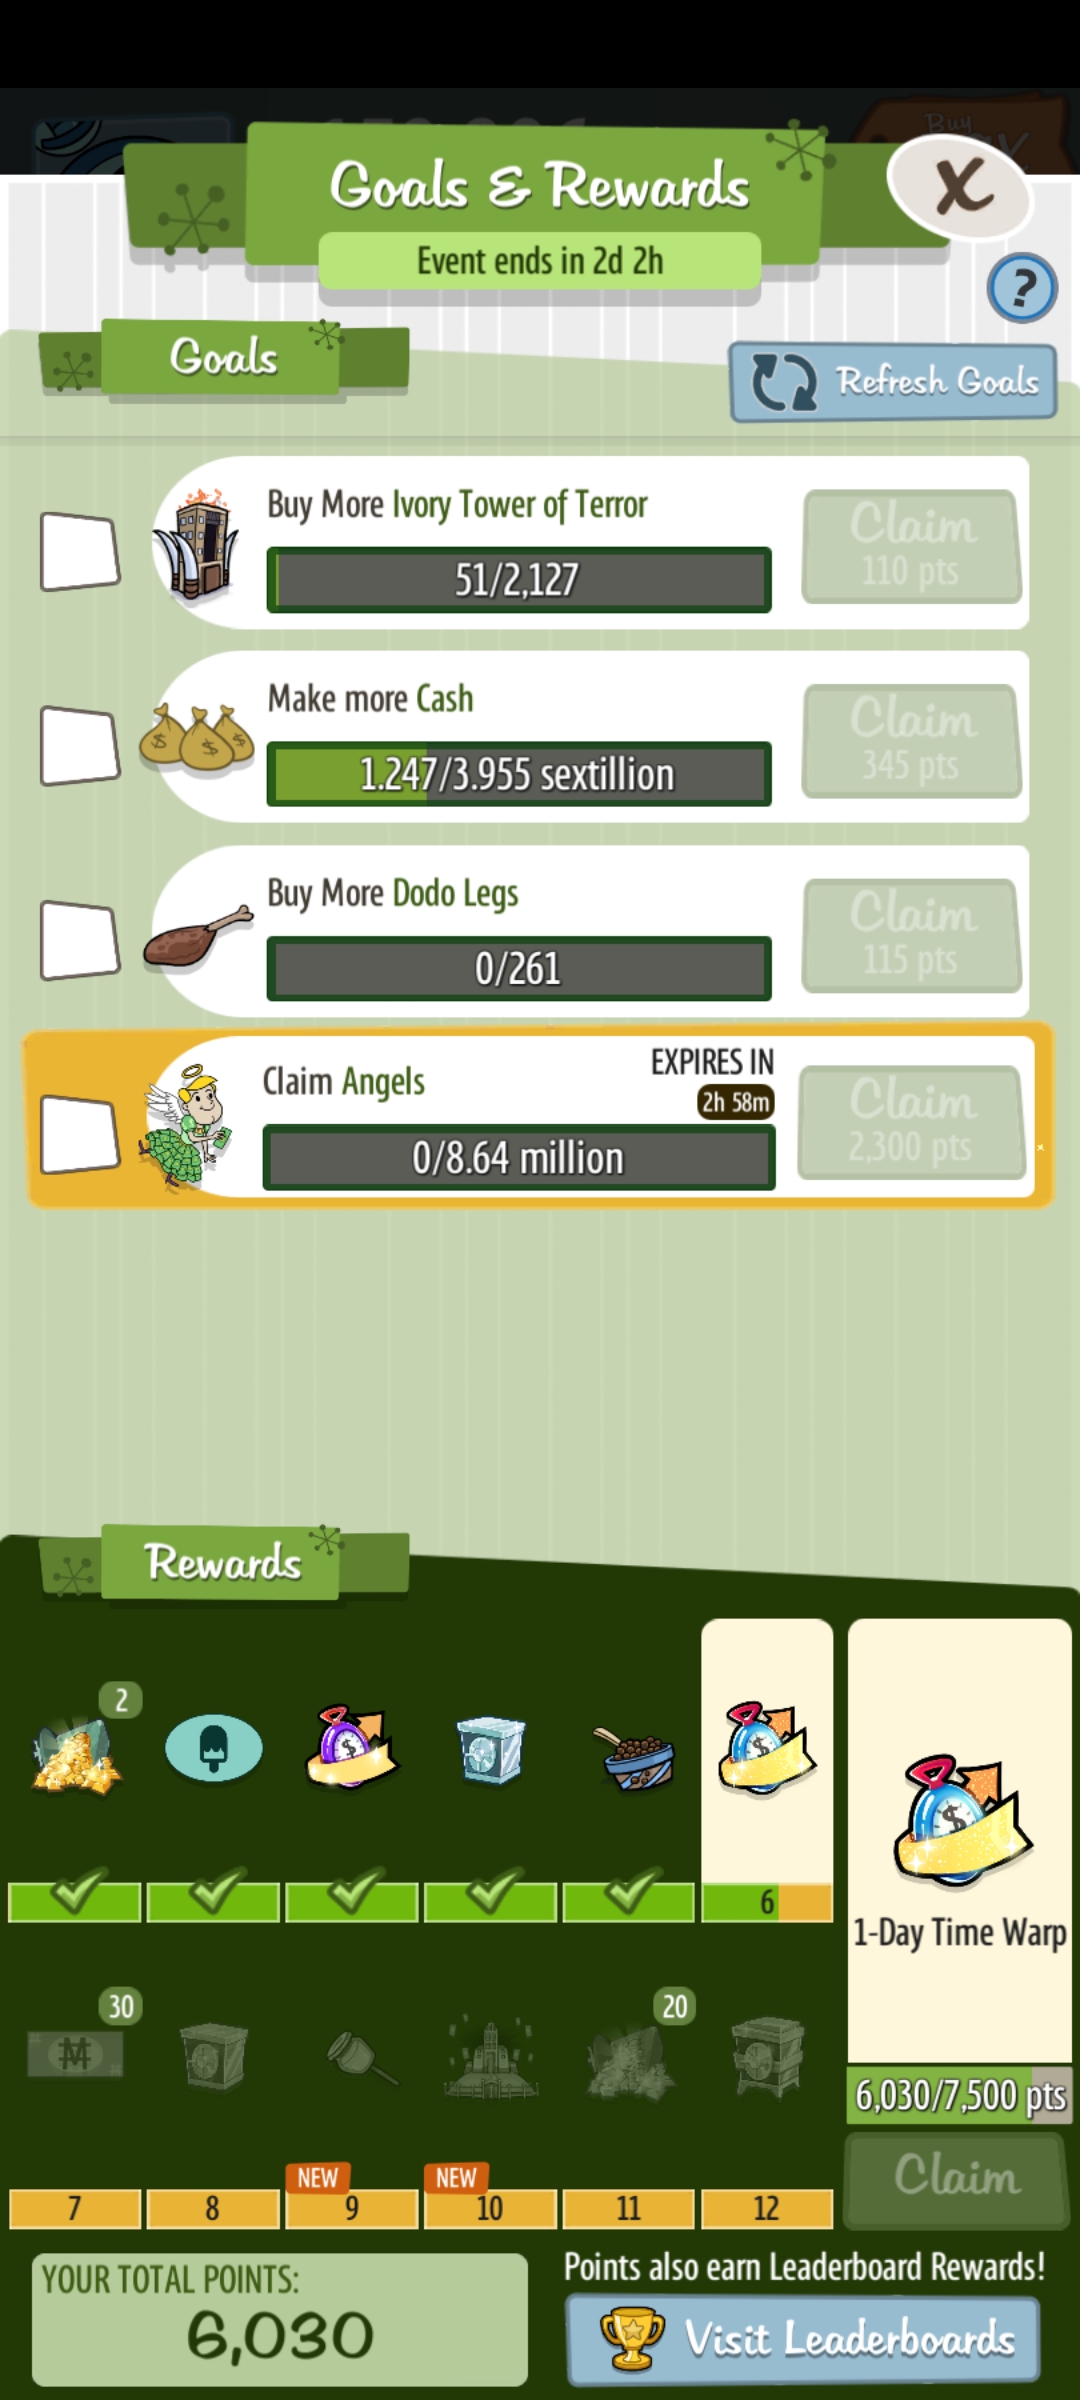 Buy
Goals & Rewards
X
Event ends in 2d 2h
?
Goals
Refresh Goals
Buy More Ivory Tower of Terror
51/2,127
Claim
110 pts
Make more Cash
1.247/3.955 sextillion
Claim
345 pts
Buy More Dodo Legs
0/261
Claim
115 pts
Claim Angels
EXPIRES IN
2h 58m
0/8.64 million
Claim
2,300 pts
Rewards
2
6
1-Day Time Warp
30
20
6,030/7,500 pts
NEW
NEW
7
8
9
10
11
12
Claim
YOUR TOTAL POINTS:
6,030
Points also earn Leaderboard Rewards!
Visit Leaderboards